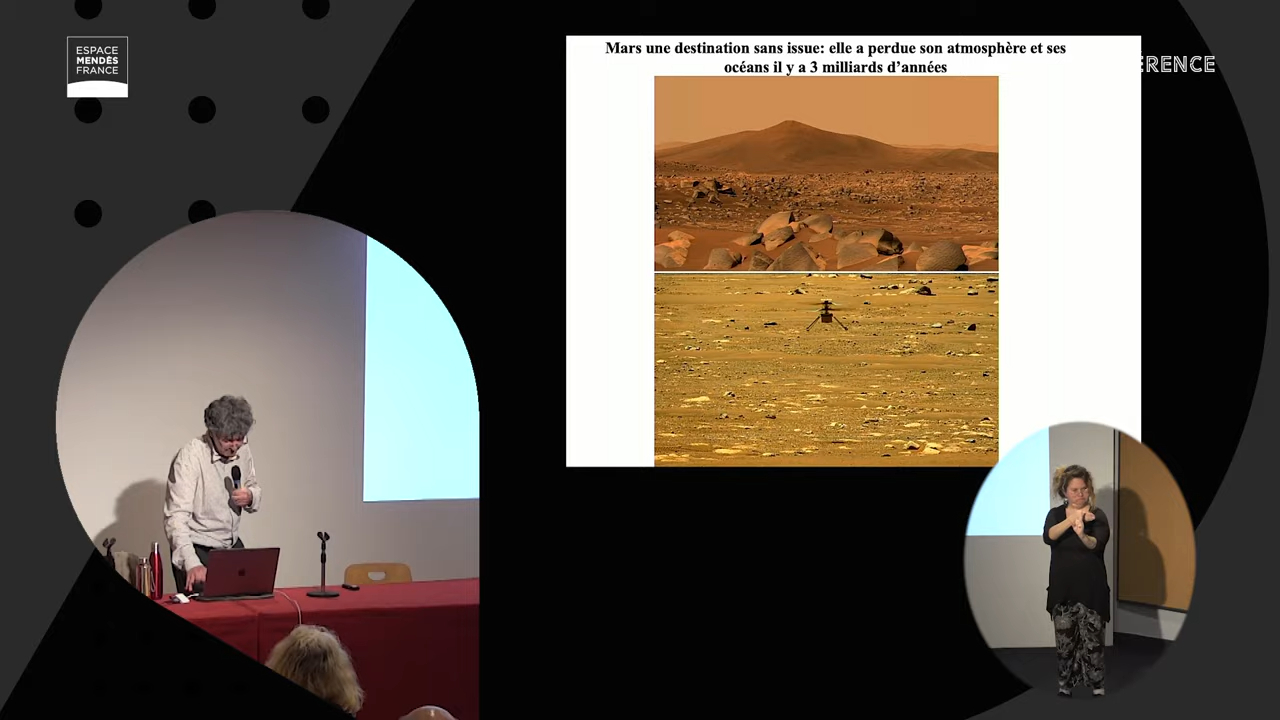 ESPACE
MENDÈS
FRANCE
Mars une destination sans issue: elle a perdue son atmosphère et ses
océans il y a 3 milliards d’années
ERENCE